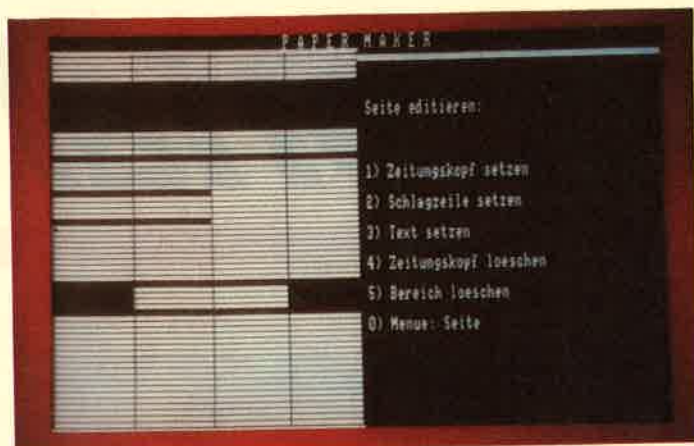 PAPER MAKER
Seite editieren:
1) Zeitungskopf setzen
2) Schlagzeile setzen
3) Text setzen
4) Zeitungskopf loeschen
5) Bereich loeschen
0) Menue: Seite